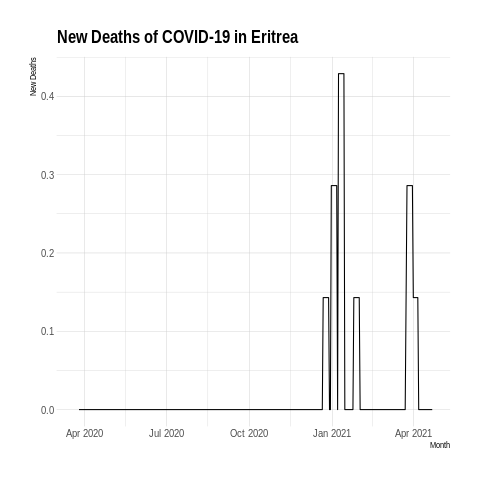 New Deaths of COVID-19 in Eritrea
New Deaths
0.4
0.3
0.2
0.1
0.0
Apr 2020 Jul 2020 Oct 2020 Jan 2021 Apr 2021
Month